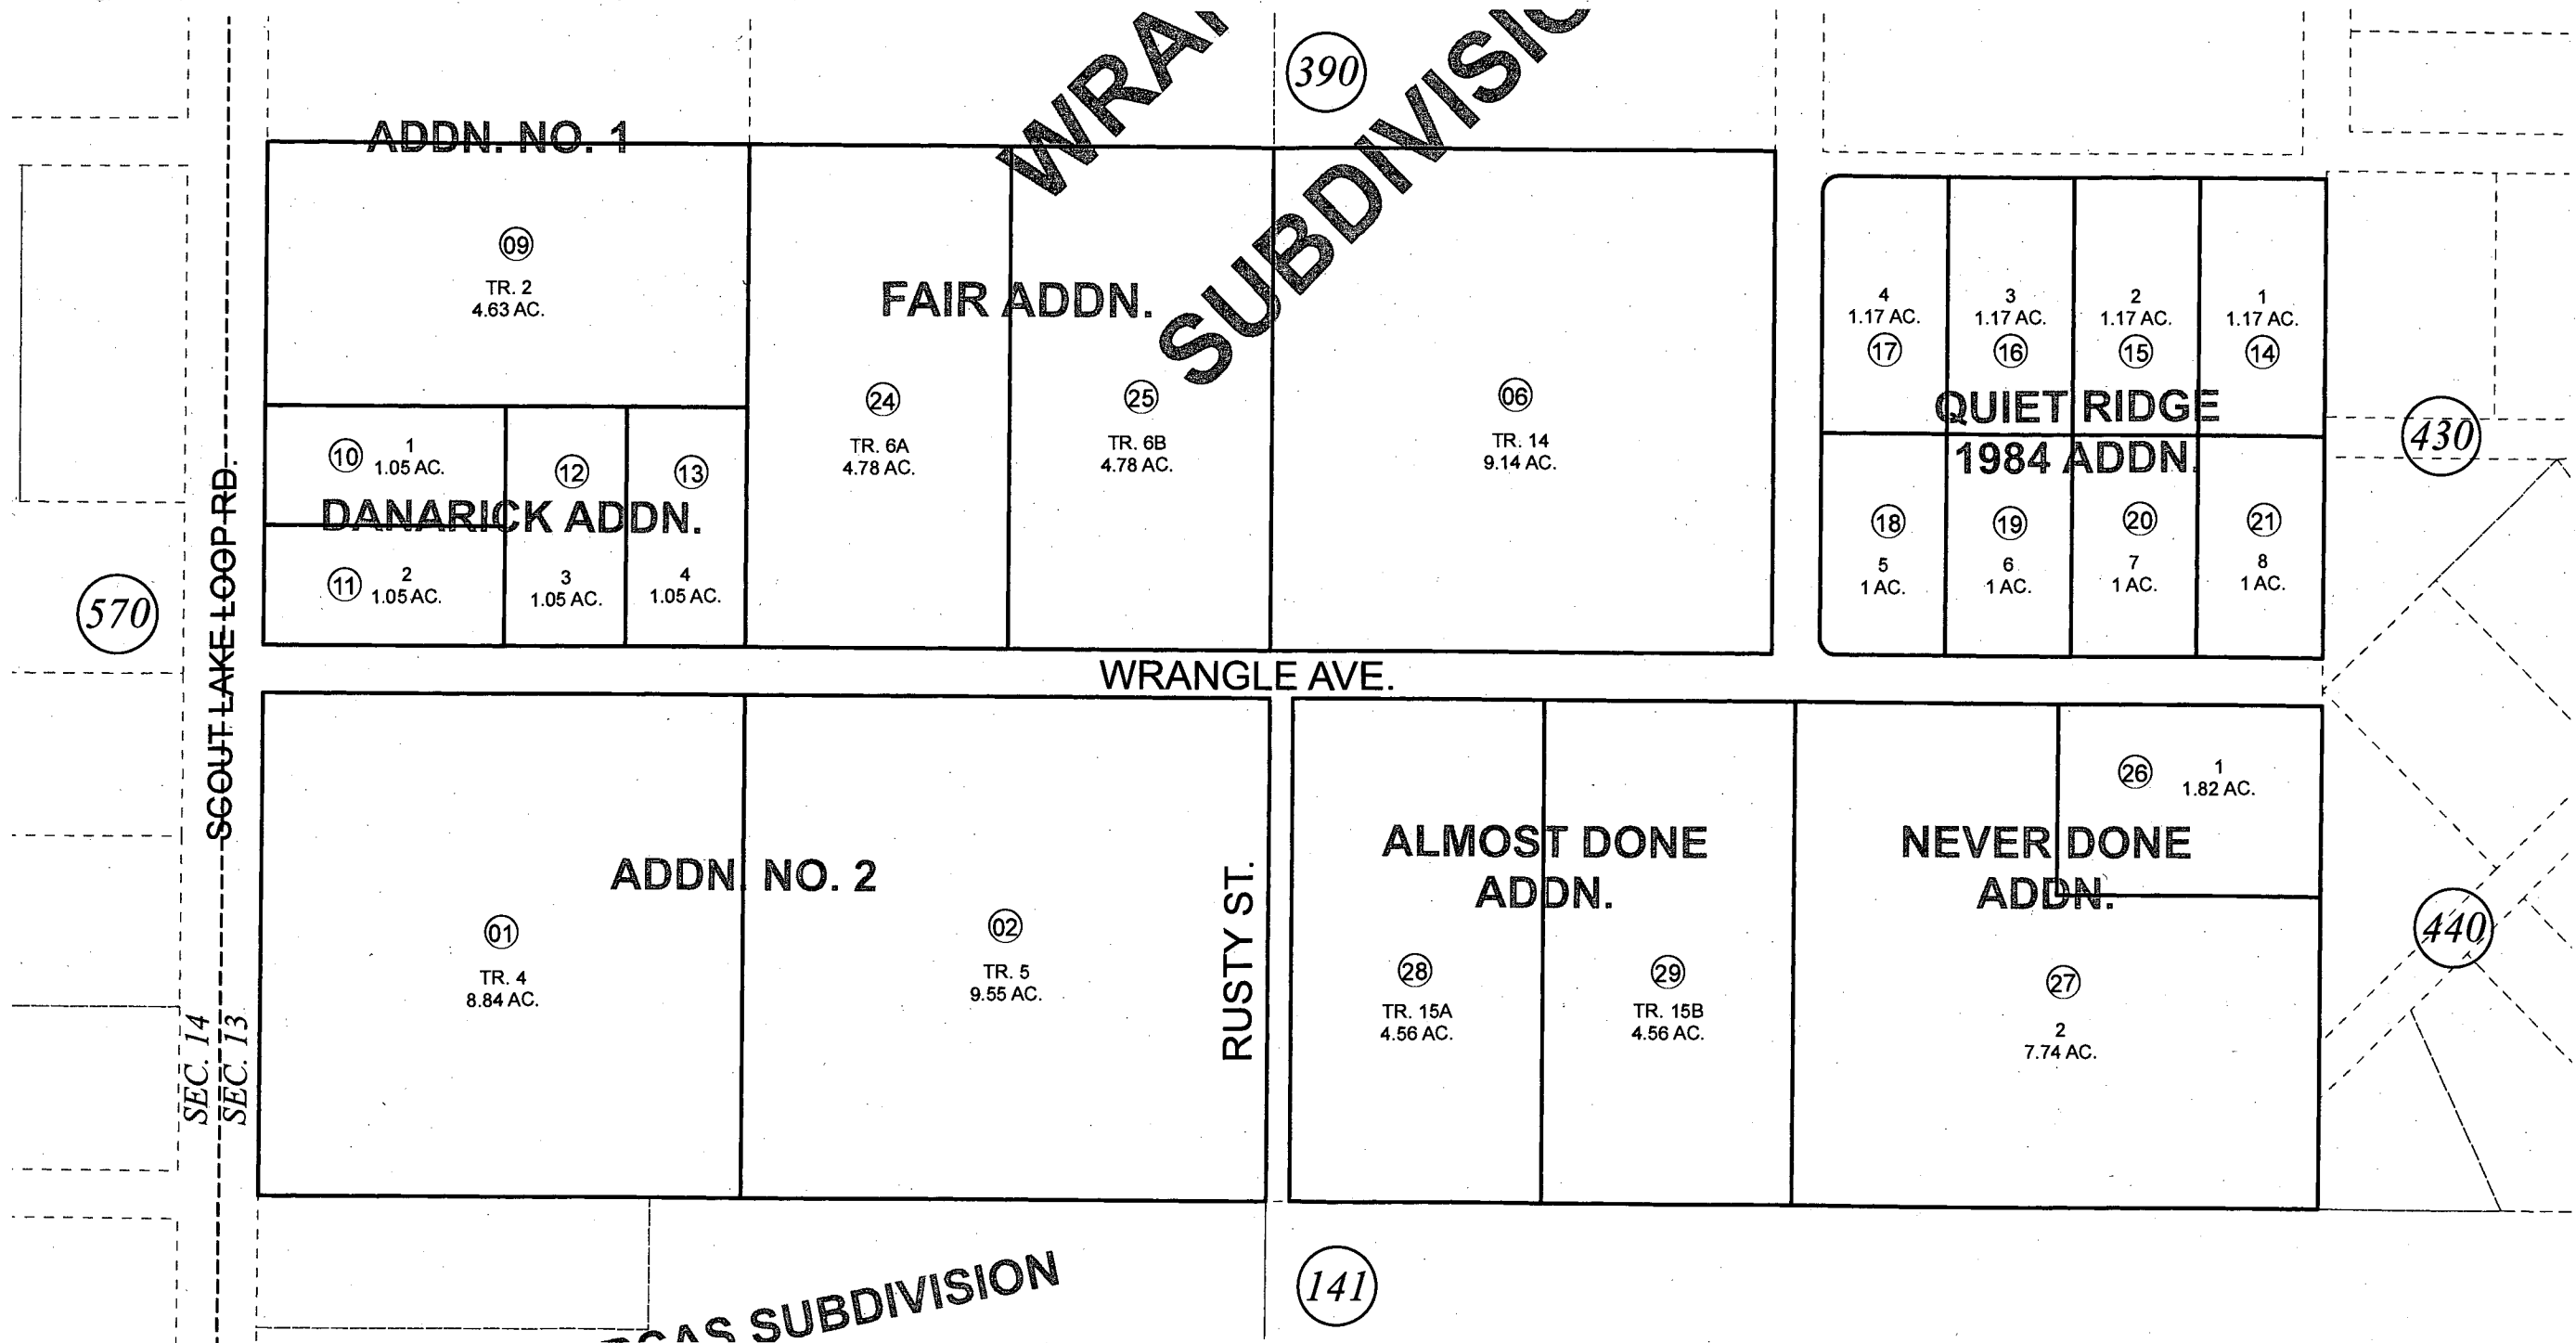 390
ADDN. NO. 1
09
TR. 2
4.63 AC.
FAIR ADDN.
SUBDIVISIO
24
TR. 6A
4.78 AC.
25
TR. 6B
4.78 AC.
06
TR. 14
9.14 AC.
4
1.17 AC.
17
3
1.17 AC.
16
2
1.17 AC.
15
1
1.17 AC.
14
QUIET RIDGE
1984 ADDN.
18
5
1 AC.
19
6
1 AC.
20
7
1 AC.
21
8
1 AC.
430
10
1
1.05 AC.
DANARICK ADDN.
11
2
1.05 AC.
12
3
1.05 AC.
13
4
1.05 AC.
570
SCOUT LAKE LOOP RD.
WRANGLE AVE.
ADDN. NO. 2
01
TR. 4
8.84 AC.
02
TR. 5
9.55 AC.
RUSTY ST.
ALMOST DONE
ADDN.
28
TR. 15A
4.56 AC.
29
TR. 15B
4.56 AC.
NEVER DONE
ADDN.
26
1
1.82 AC.
27
2
7.74 AC.
440
SEC. 14
SEC. 13
141
SUBDIVISION